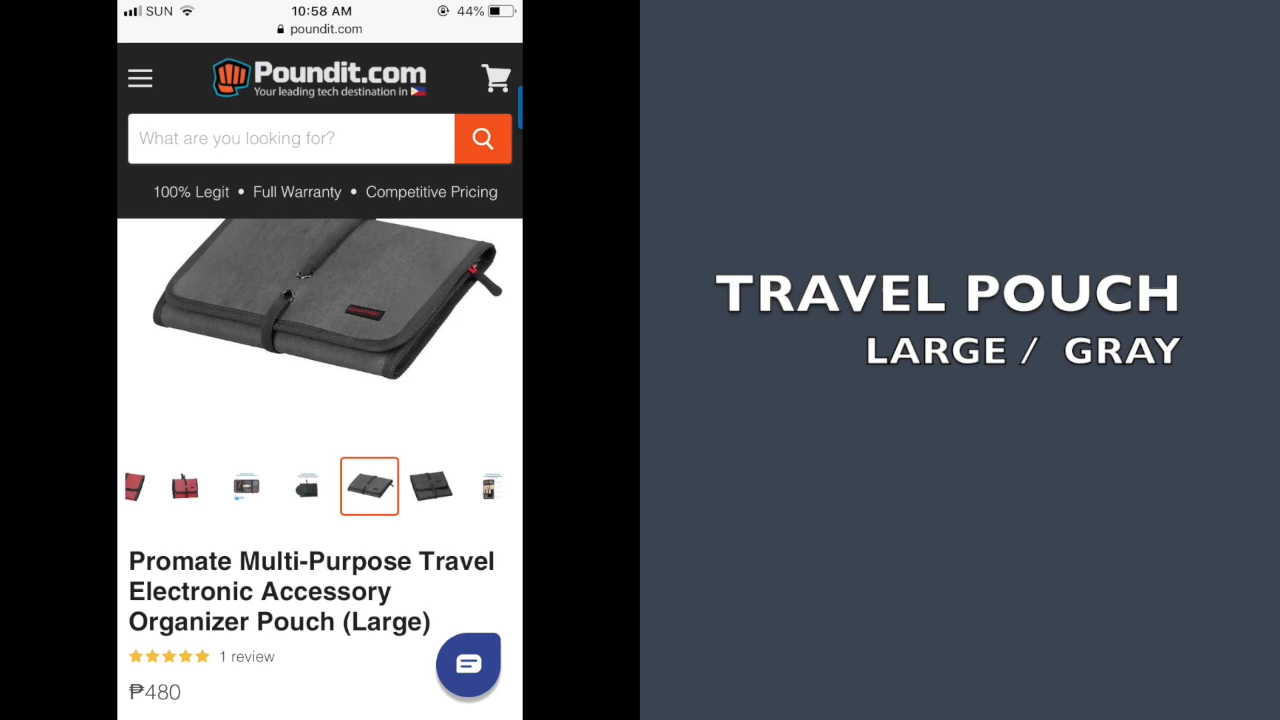 SUN 10:58 AM 44%
poundit.com
Poundit.com
Your leading tech destination in
What are you looking for?
100% Legit • Full Warranty • Competitive Pricing
Promate Multi-Purpose Travel
Electronic Accessory
Organizer Pouch (Large)
1 review
₱480
TRAVEL POUCH
LARGE / GRAY